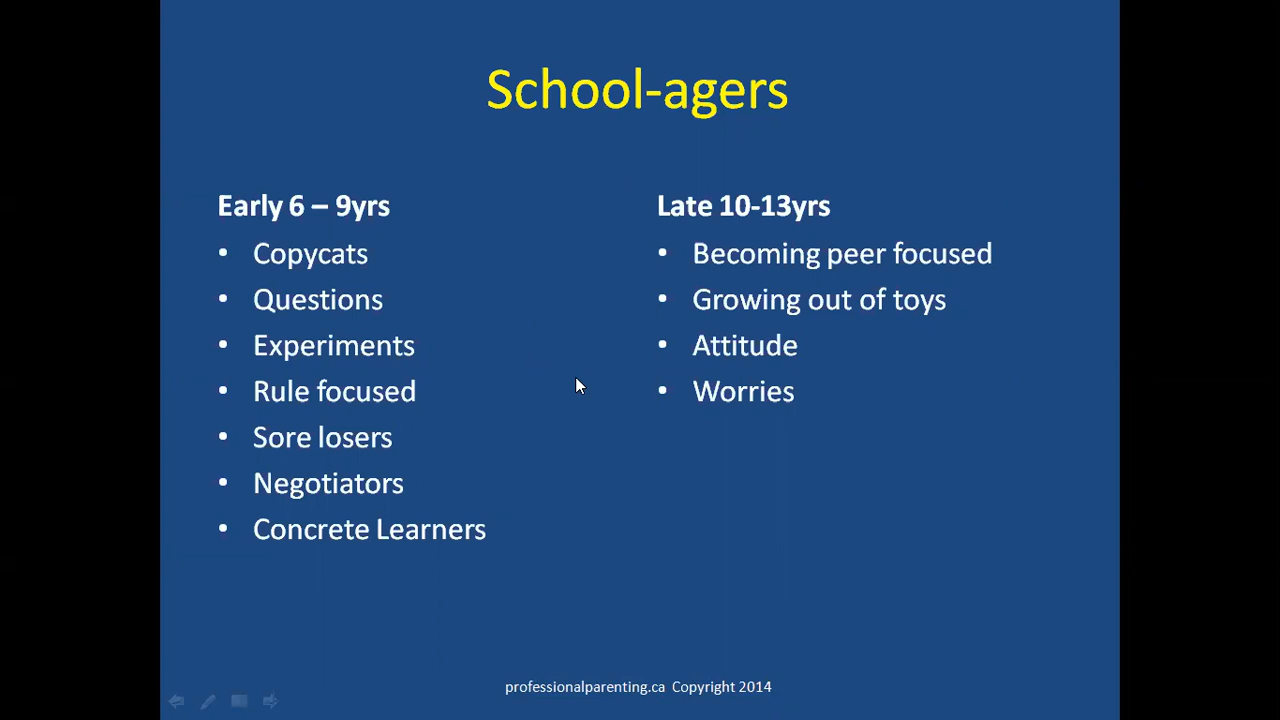 School-agers
Early 6 – 9yrs
• Copycats
• Questions
• Experiments
• Rule focused
• Sore losers
• Negotiators
• Concrete Learners
Late 10-13yrs
• Becoming peer focused
• Growing out of toys
• Attitude
• Worries
professionalparenting.ca Copyright 2014